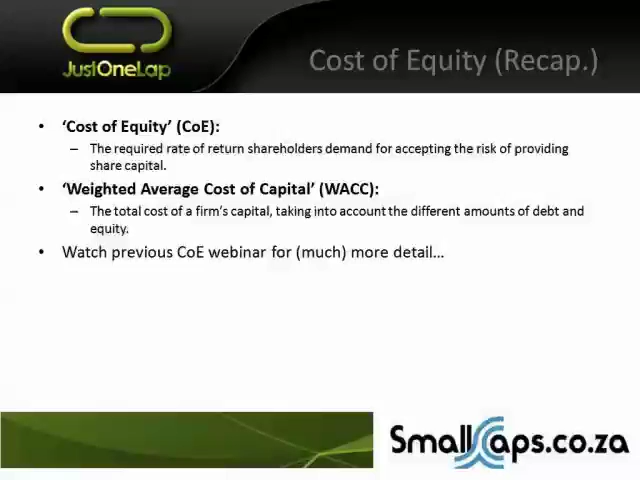 JustOneLap
Cost of Equity (Recap.)
• ‘Cost of Equity’ (CoE):
– The required rate of return shareholders demand for accepting the risk of providing
share capital.
• ‘Weighted Average Cost of Capital’ (WACC):
– The total cost of a firm’s capital, taking into account the different amounts of debt and
equity.
• Watch previous CoE webinar for (much) more detail…
SmallCaps.co.za